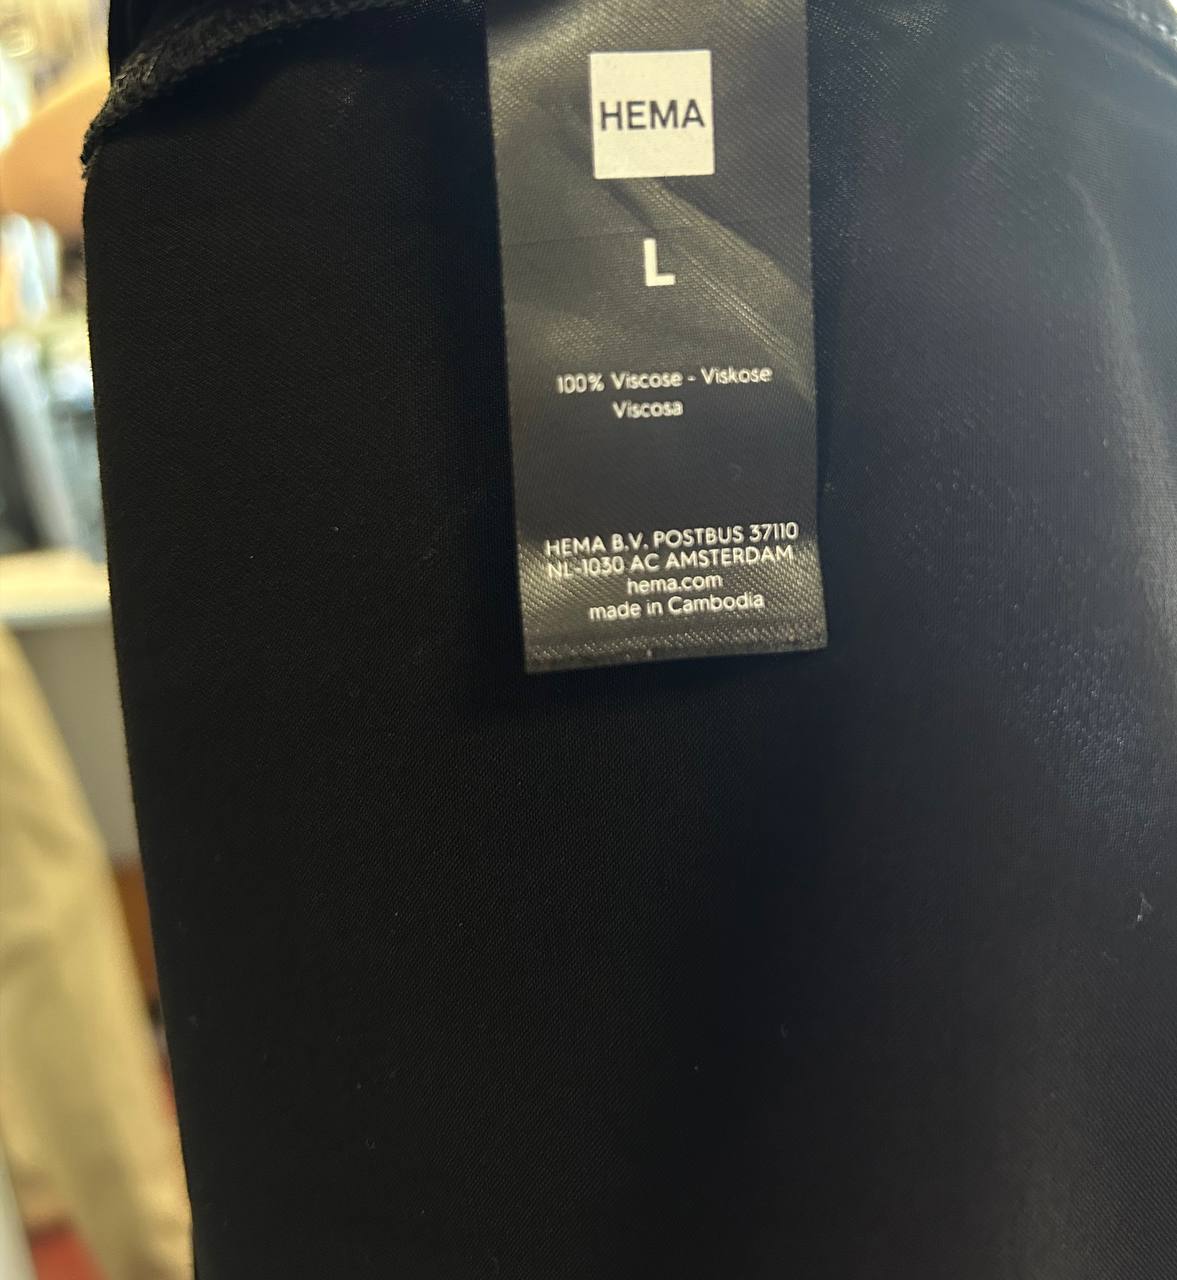 HEMA
L
100% Viscose - Viskose
Viscosa
HEMA B.V. POSTBUS 37110
NL-1030 AC AMSTERDAM
hema.com
made in Cambodia